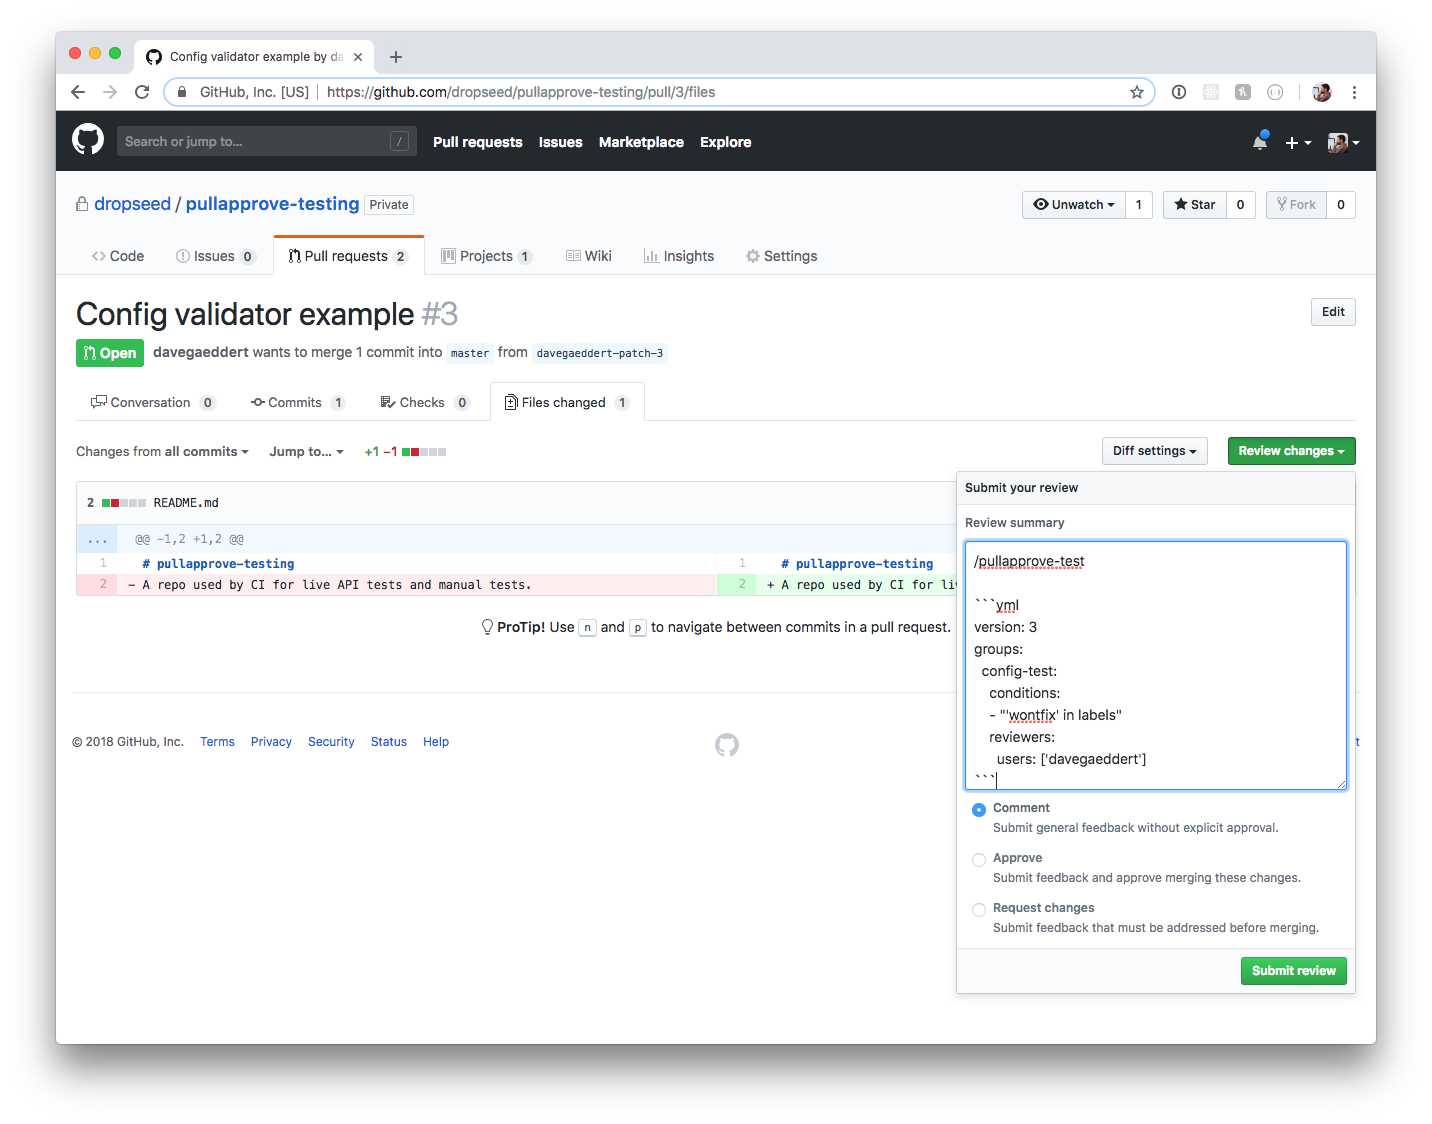 Config validator example by da
GitHub, Inc. [US] https://github.com/dropseed/pullapprove-testing/pull/3/files
Search or jump to... / Pull requests Issues Marketplace Explore
dropseed / pullapprove-testing Private Unwatch 1 Star 0 Fork 0
Code Issues 0 Pull requests 2 Projects 1 Wiki Insights Settings
Config validator example #3 Edit
Open davegaeddert wants to merge 1 commit into master from davegaeddert-patch-3
Conversation 0 Commits 1 Checks 0 Files changed 1
Changes from all commits Jump to... +1 −1 Diff settings Review changes
2 README.md
... @@ -1,2 +1,2 @@
1 # pullapprove-testing 1 # pullapprove-testing
2 - A repo used by CI for live API tests and manual tests. 2 + A repo used by CI for liv
ProTip! Use n and p to navigate between commits in a pull request.
Submit your review
Review summary
/pullapprove-test
```yml
version: 3
groups:
  config-test:
    conditions:
    - "'wontfix' in labels"
    reviewers:
      users: ['davegaeddert']
```
Comment
Submit general feedback without explicit approval.
Approve
Submit feedback and approve merging these changes.
Request changes
Submit feedback that must be addressed before merging.
Submit review
© 2018 GitHub, Inc. Terms Privacy Security Status Help t